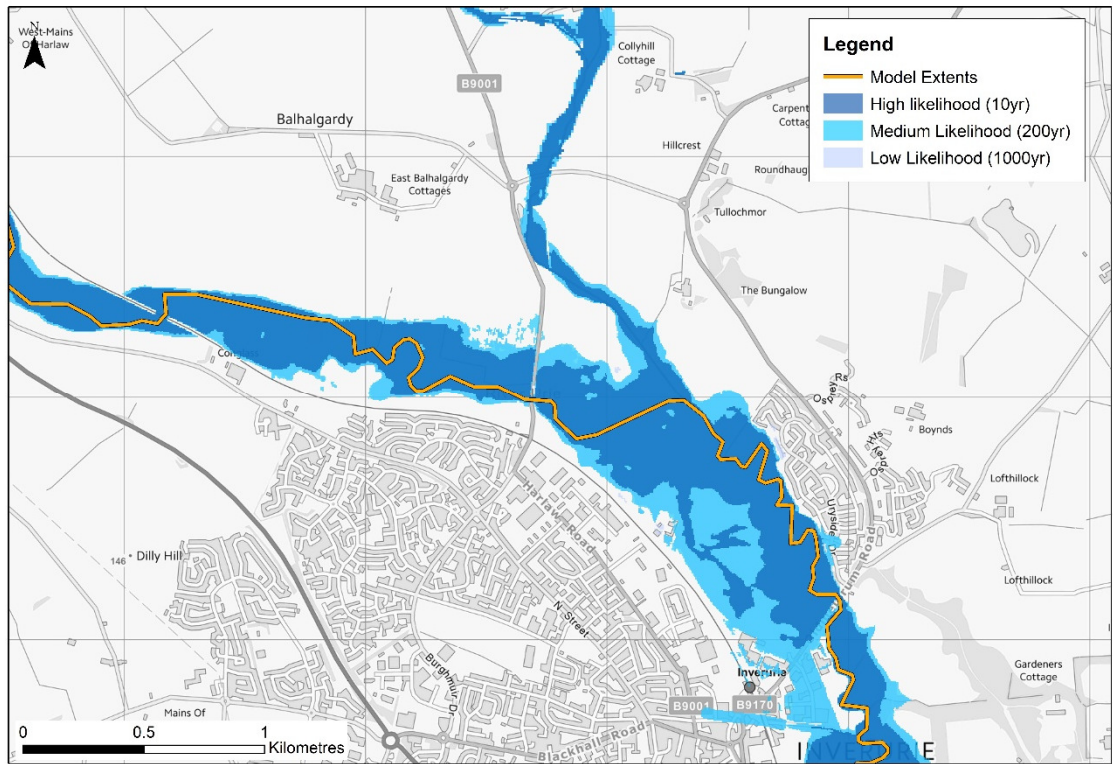 N
West-Mains
Of Harlaw
Collyhill
Cottage
B9001
Balhalgardy
Hillcrest
East Balhalgardy
Cottages
Tullochmor
The Bungalow
Legend
Model Extents
High likelihood (10yr)
Medium Likelihood (200yr)
Low Likelihood (1000yr)
Osprey Rs
Osprey Hts
Boynds
Lofthillock
Uryside Dr
Harlaw Road
146
Dilly Hill
Lofthillock
N Street
Burghmuir Dr
Inverurie
Gardeners
Cottage
B9001
B9170
Mains Of
Blackhall Road
INVERURIE
0
0.5
1
Kilometres